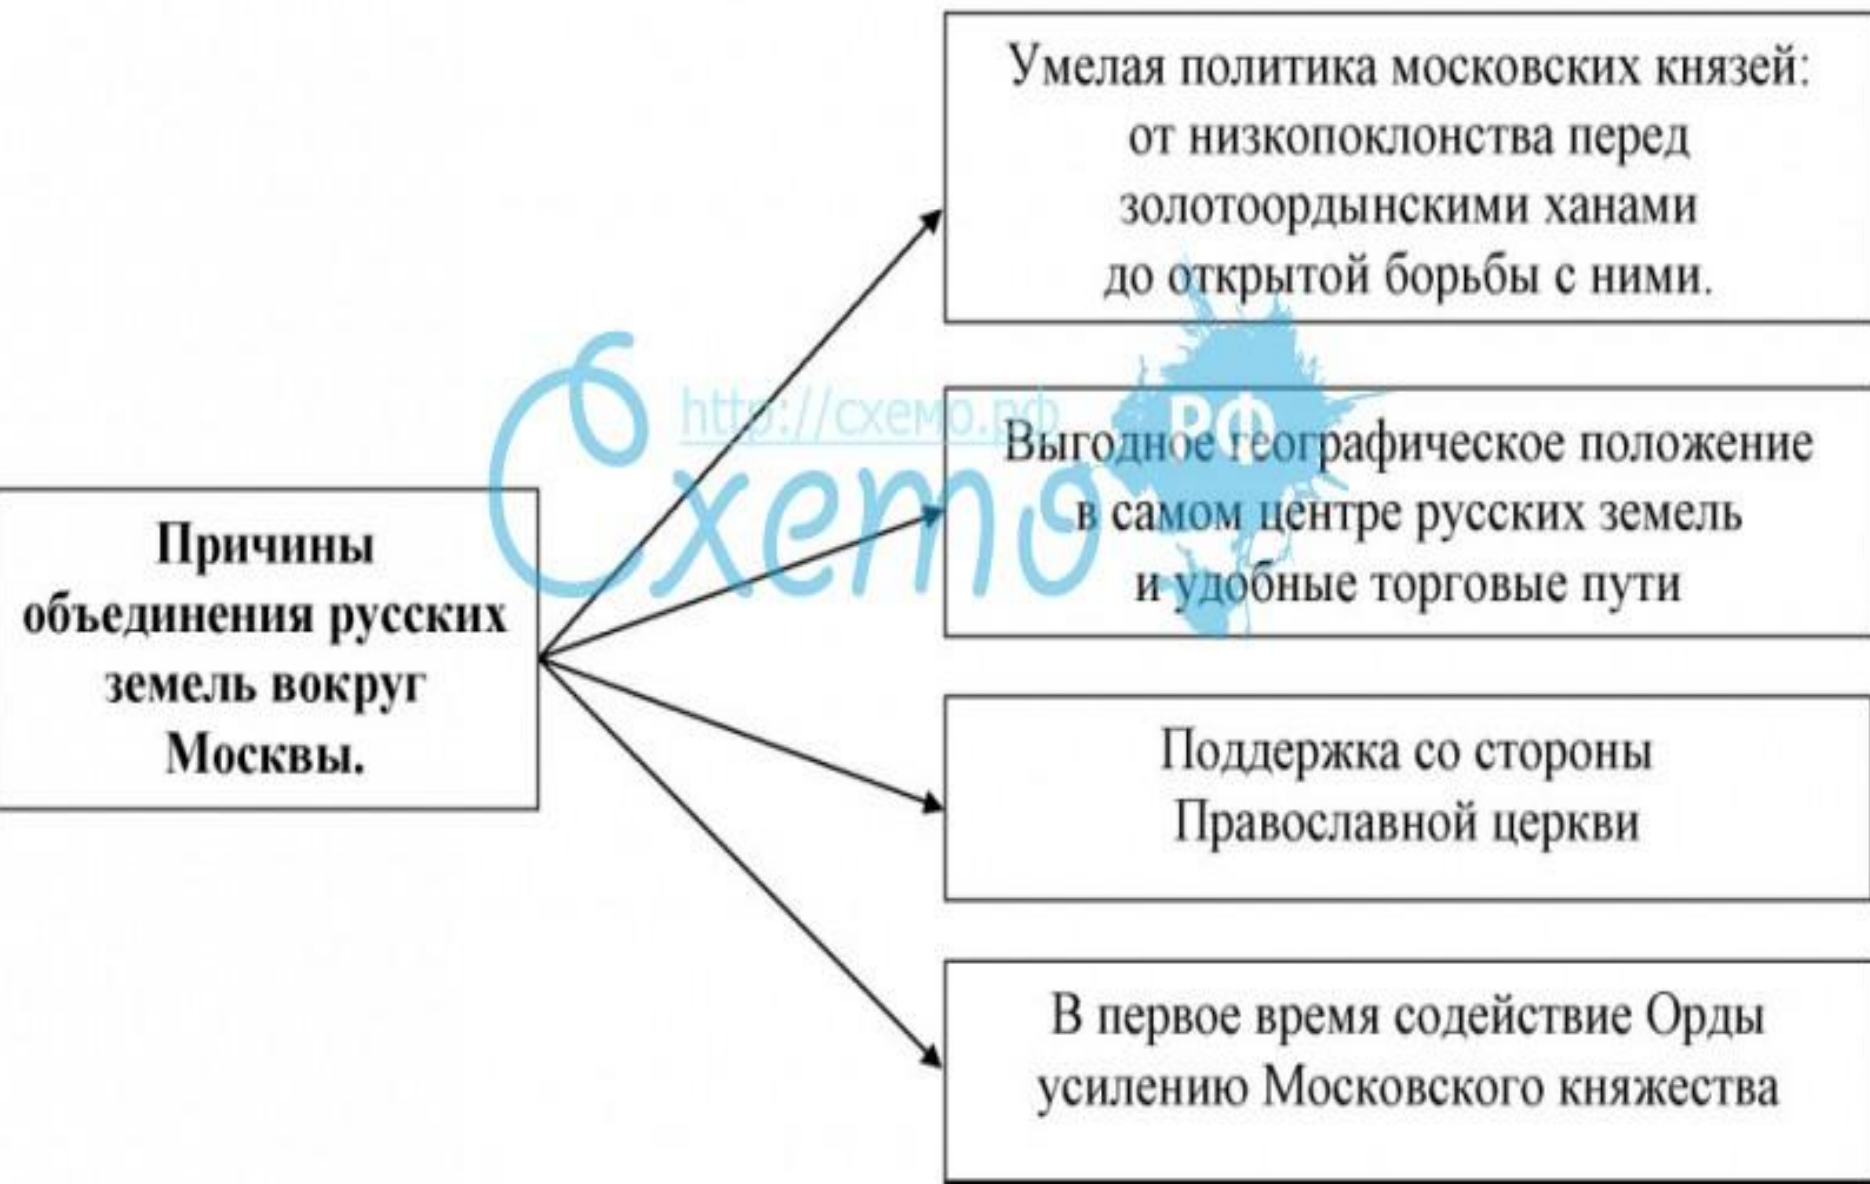 Умелая политика московских князей:
от низкопоклонства перед
золотоордынскими ханами
до открытой борьбы с ними.
http://схемо.рф
РФ
Схемо
Выгодное географическое положение
в самом центре русских земель
и удобные торговые пути
Причины
объединения русских
земель вокруг
Москвы.
Поддержка со стороны
Православной церкви
В первое время содействие Орды
усилению Московского княжества